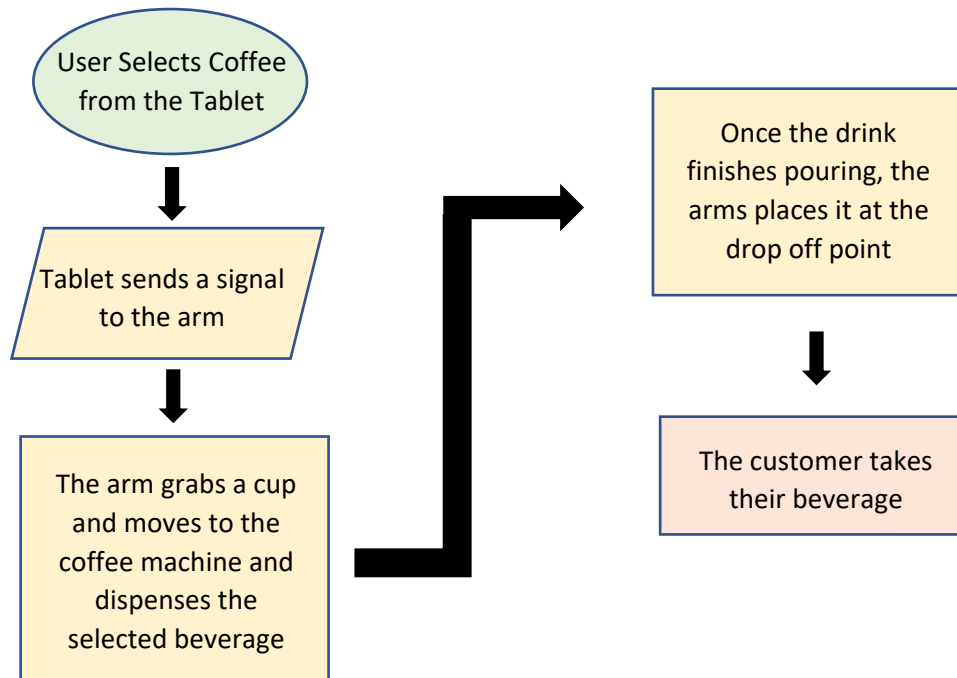 User Selects Coffee
from the Tablet
Tablet sends a signal
to the arm
The arm grabs a cup
and moves to the
coffee machine and
dispenses the
selected beverage
Once the drink
finishes pouring, the
arms places it at the
drop off point
The customer takes
their beverage